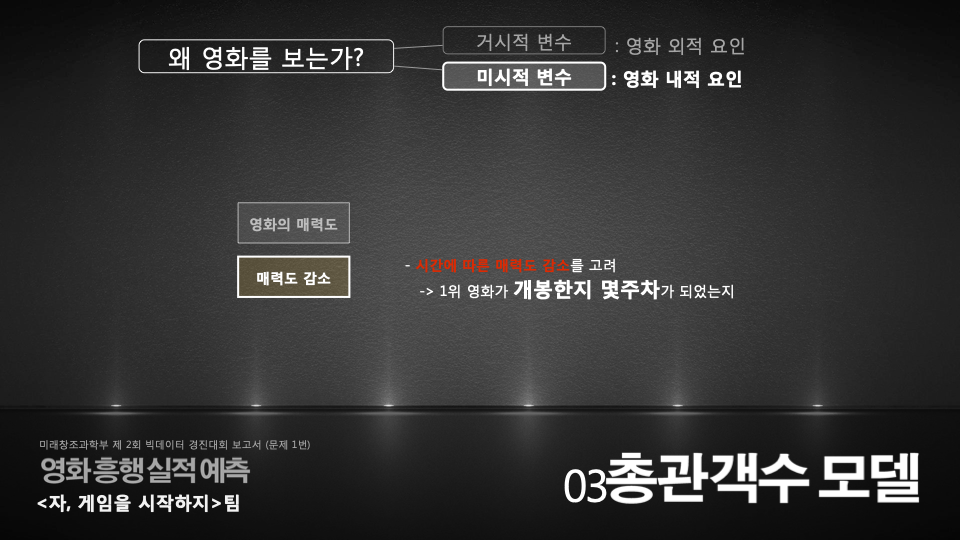 왜 영화를 보는가?
거시적 변수 : 영화 외적 요인
미시적 변수 : 영화 내적 요인
영화의 매력도
매력도 감소
- 시간에 따른 매력도 감소를 고려
-> 1위 영화가 개봉한지 몇주차가 되었는지
미래창조과학부 제 2회 빅데이터 경진대회 보고서 (문제 1번)
영화 흥행 실적 예측
<자, 게임을 시작하지>팀
03총관객수 모델